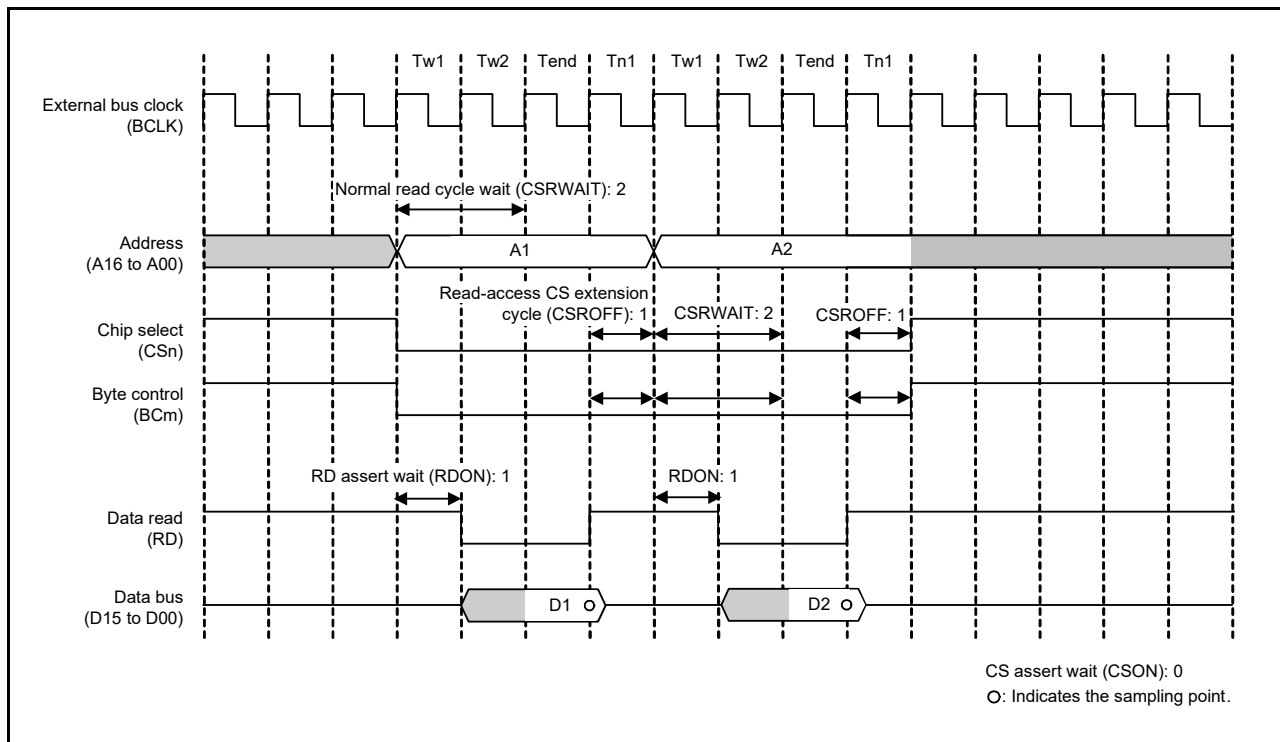 Tw1 Tw2 Tend Tn1 Tw1 Tw2 Tend Tn1
External bus clock
(BCLK)
Normal read cycle wait (CSRWAIT): 2
Address
(A16 to A00)
A1 A2
Read-access CS extension
cycle (CSROFF): 1 CSRWAIT: 2 CSROFF: 1
Chip select
(CSn)
Byte control
(BCm)
RD assert wait (RDON): 1 RDON: 1
Data read
(RD)
Data bus
(D15 to D00)
D1 D2
CS assert wait (CSON): 0
: Indicates the sampling point.